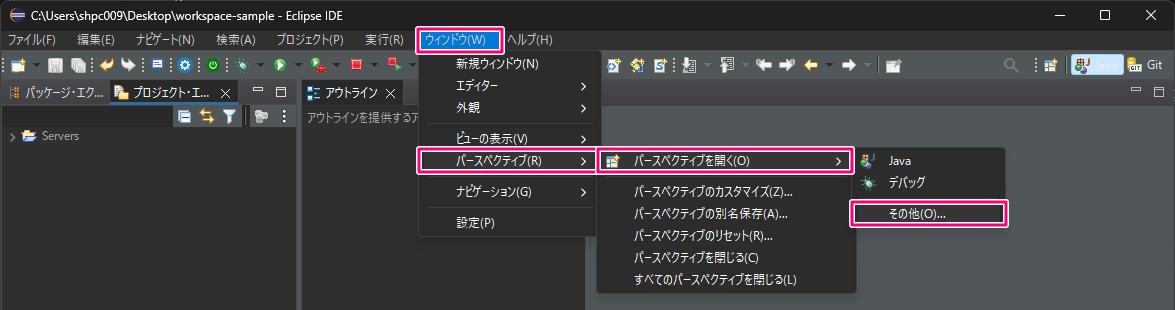 C:\Users\shpc009\Desktop\workspace-sample - Eclipse IDE
ファイル(F) 編集(E) ナビゲート(N) 検索(A) プロジェクト(P) 実行(R) ウィンドウ(W) ヘルプ(H)
Java
GIT Git
パッケージ・エク...
プロジェクト・エ...
Servers
アウトライン
アウトラインを提供するア
新規ウィンドウ(N)
エディター
外観
ビューの表示(V)
パースペクティブ(R)
ナビゲーション(G)
設定(P)
パースペクティブを開く(O)
パースペクティブのカスタマイズ(Z)...
パースペクティブの別名保存(A)...
パースペクティブのリセット(R)...
パースペクティブを閉じる(C)
すべてのパースペクティブを閉じる(L)
Java
デバッグ
その他(O)...